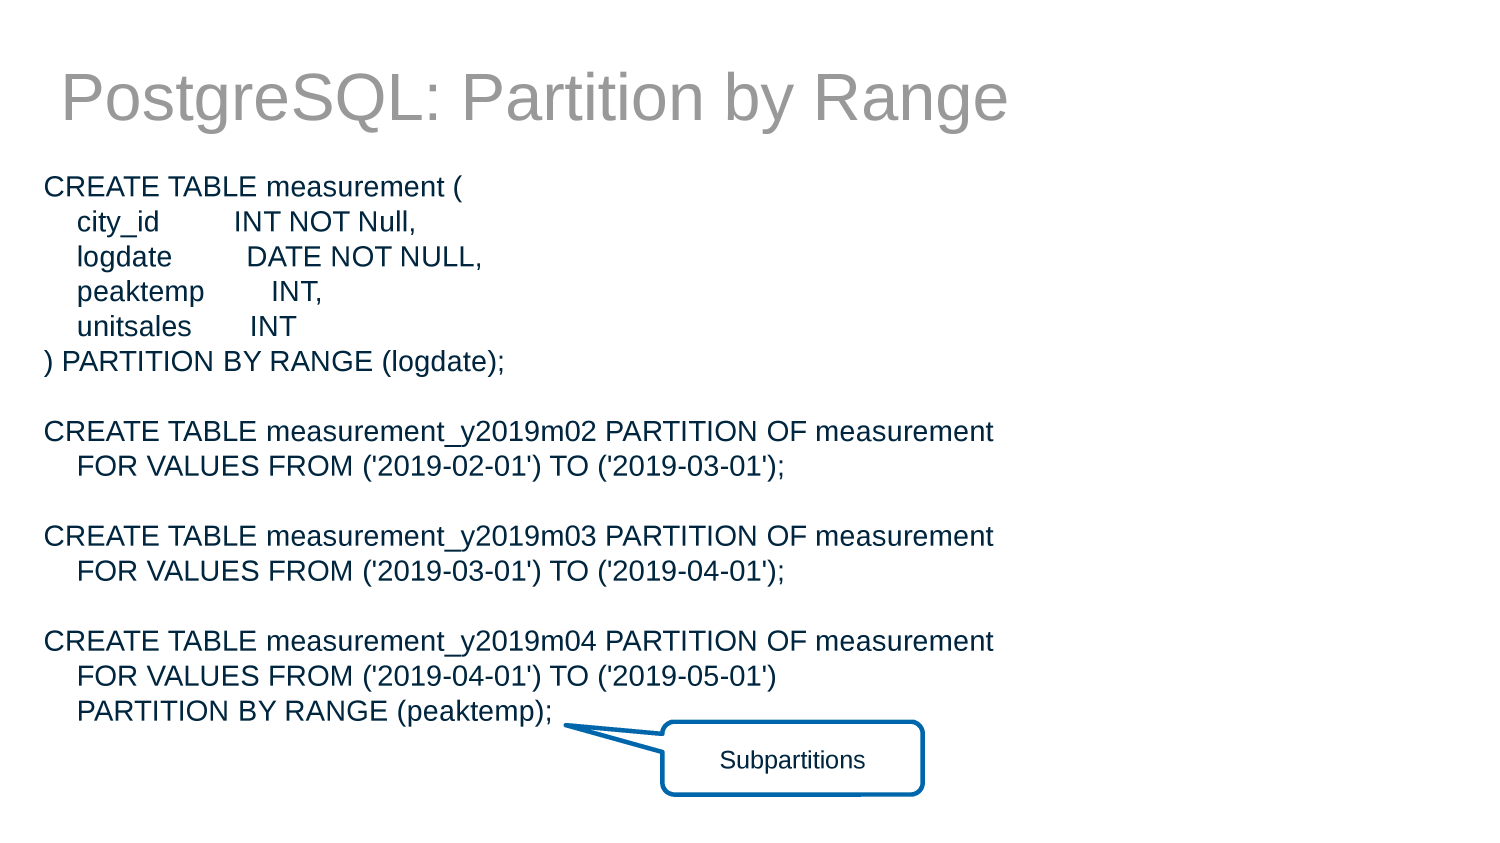 PostgreSQL: Partition by Range
CREATE TABLE measurement (
city_id INT NOT Null,
logdate DATE NOT NULL,
peaktemp INT,
unitsales INT
) PARTITION BY RANGE (logdate);
CREATE TABLE measurement_y2019m02 PARTITION OF measurement
FOR VALUES FROM ('2019-02-01') TO ('2019-03-01');
CREATE TABLE measurement_y2019m03 PARTITION OF measurement
FOR VALUES FROM ('2019-03-01') TO ('2019-04-01');
CREATE TABLE measurement_y2019m04 PARTITION OF measurement
FOR VALUES FROM ('2019-04-01') TO ('2019-05-01')
PARTITION BY RANGE (peaktemp);
Subpartitions